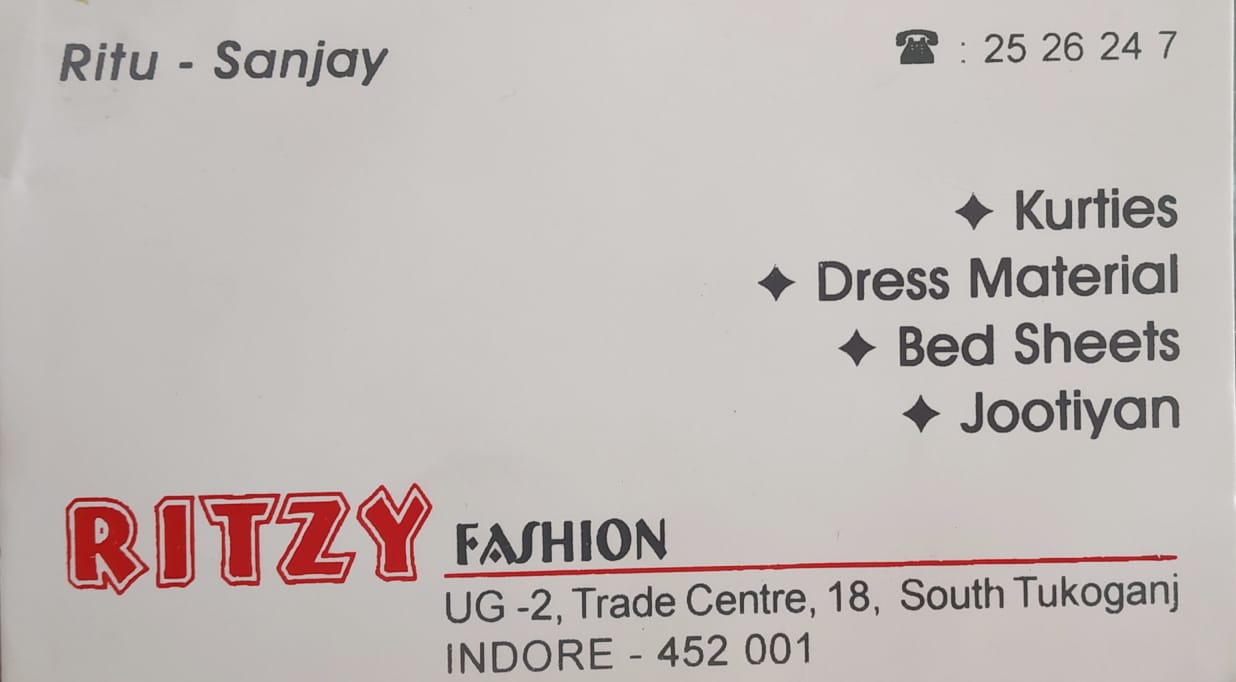 Ritu - Sanjay
☎ : 25 26 24 7
✦ Kurties
✦ Dress Material
✦ Bed Sheets
✦ Jootiyan
RITZY FASHION
UG -2, Trade Centre, 18, South Tukoganj
INDORE - 452 001